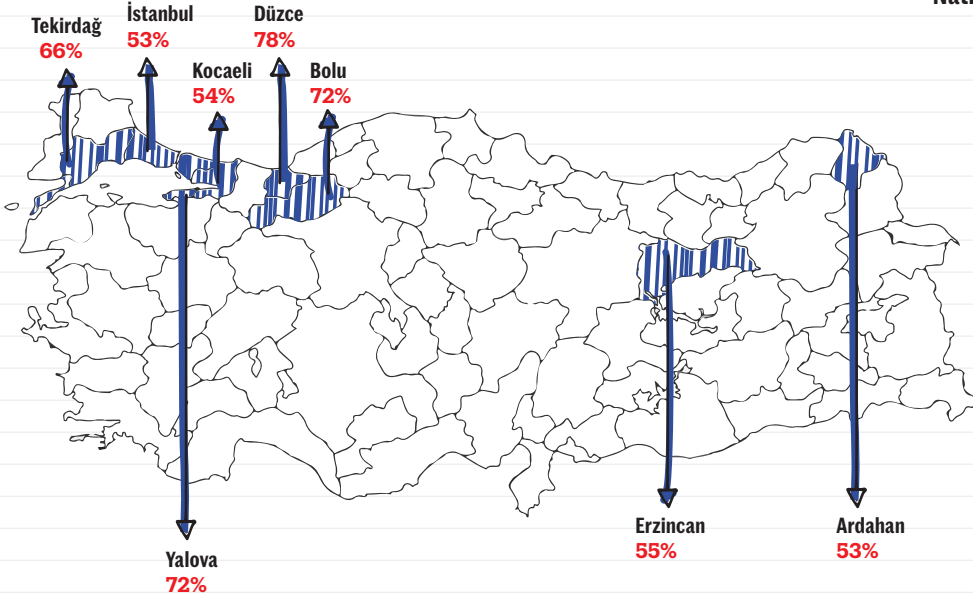 Tekirdağ
66%
İstanbul
53%
Düzce
78%
Kocaeli
54%
Bolu
72%
Yalova
72%
Erzincan
55%
Ardahan
53%